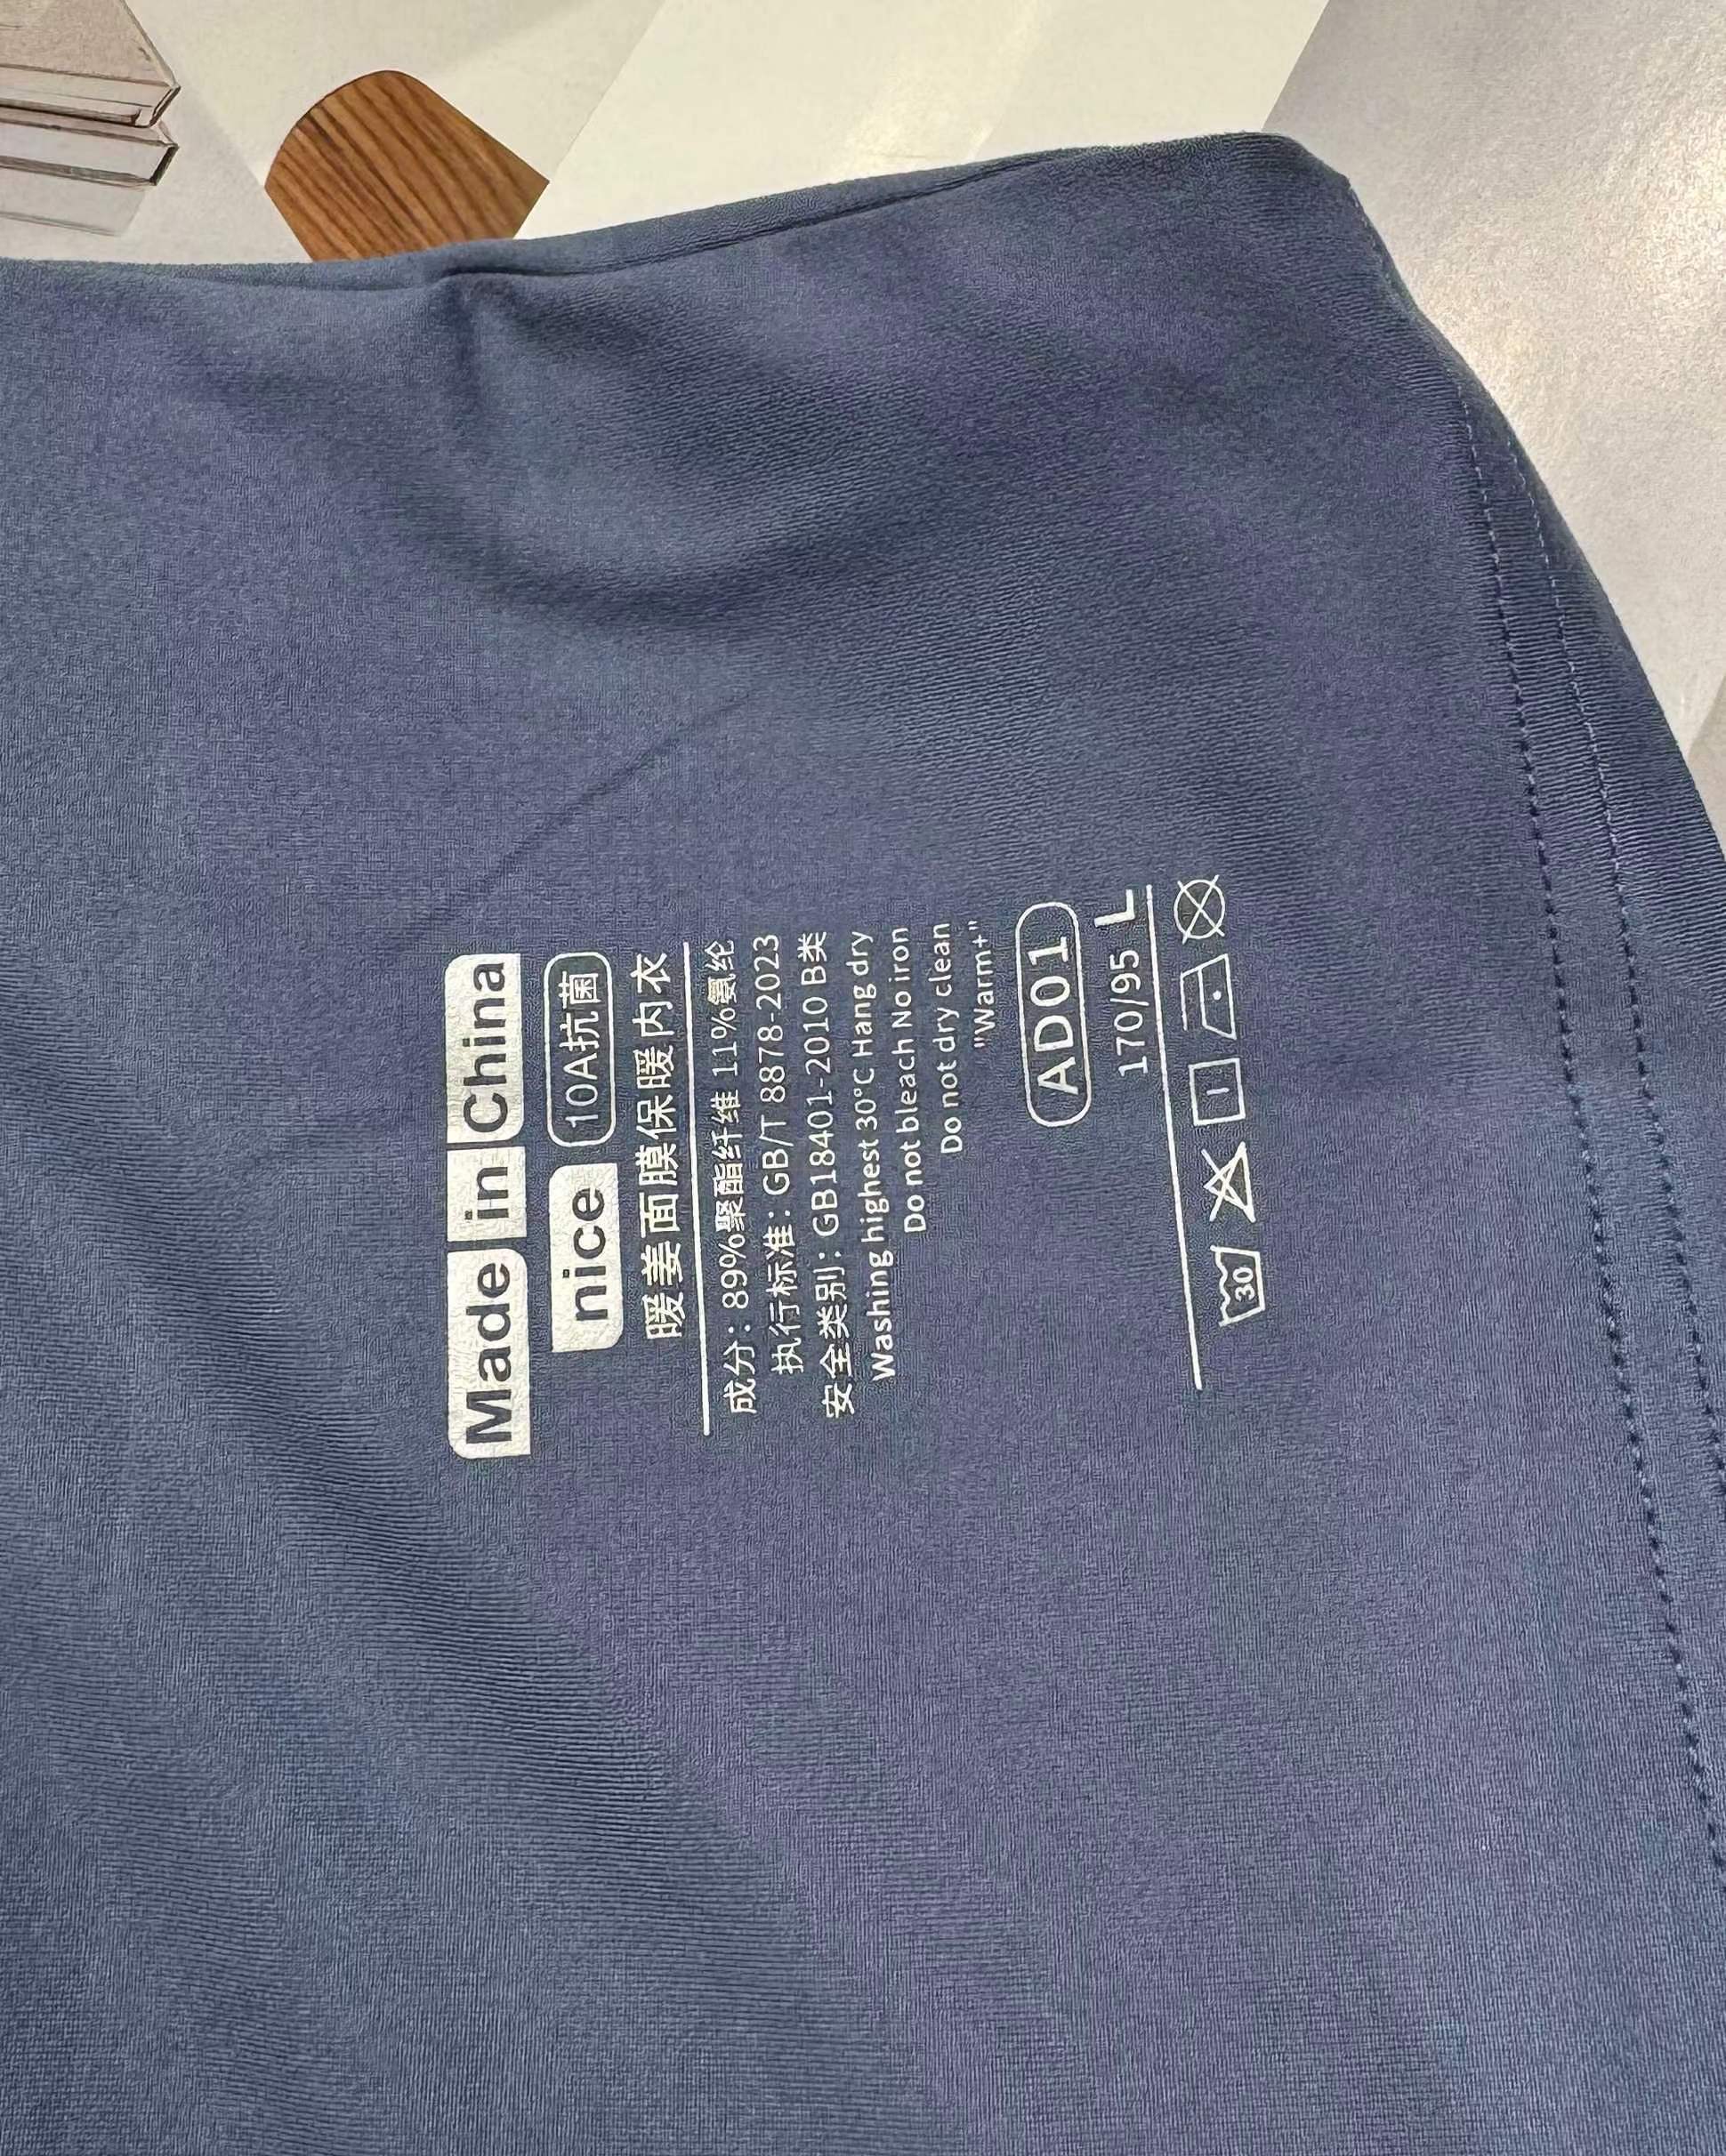 Made in China
nice 10A抗菌
暖姜面膜保暖内衣
成分：89%聚酯纤维 11%氨纶
执行标准：GB/T 8878-2023
安全类别：GB18401-2010 B类
Washing highest 30°C Hang dry
Do not bleach No iron
Do not dry clean
"Warm+"
AD01
170/95 L
30